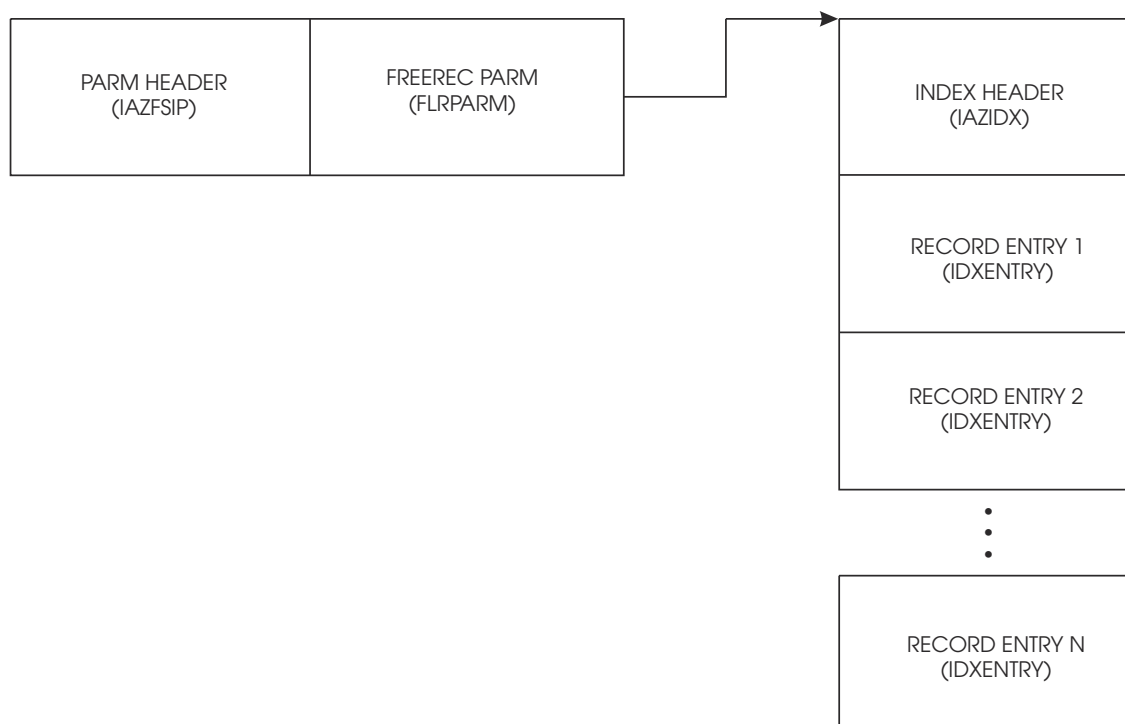 PARM HEADER
(IAZFSIP)
FREEREC PARM
(FLRPARM)
INDEX HEADER
(IAZIDX)
RECORD ENTRY 1
(IDXENTRY)
RECORD ENTRY 2
(IDXENTRY)
RECORD ENTRY N
(IDXENTRY)